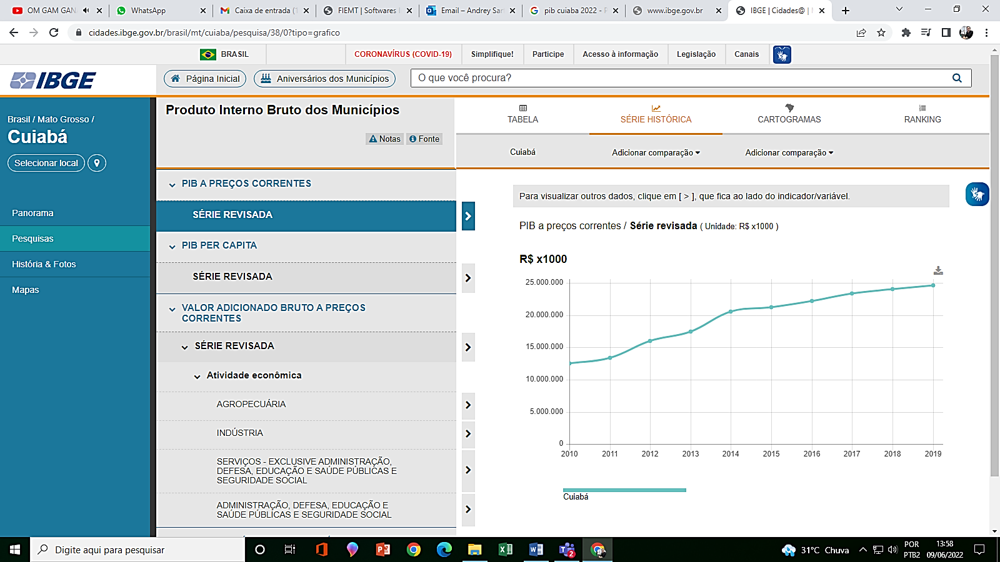 OM GAM GAN
WhatsApp
Caixa de entrada (1
FIEMT | Softwares
Email – Andrey Sar
pib cuiaba 2022 - P
www.ibge.gov.br
IBGE | Cidades@ |
cidades.ibge.gov.br/brasil/mt/cuiaba/pesquisa/38/0?tipo=grafico
BRASIL
CORONAVÍRUS (COVID-19)
Simplifique!
Participe
Acesso à informação
Legislação
Canais
IBGE
Página Inicial
Aniversários dos Municípios
O que você procura?
Brasil / Mato Grosso /
Cuiabá
Selecionar local
Panorama
Pesquisas
História & Fotos
Mapas
Produto Interno Bruto dos Municípios
Notas
Fonte
TABELA
SÉRIE HISTÓRICA
CARTOGRAMAS
RANKING
Cuiabá
Adicionar comparação
Adicionar comparação
PIB A PREÇOS CORRENTES
SÉRIE REVISADA
PIB PER CAPITA
SÉRIE REVISADA
VALOR ADICIONADO BRUTO A PREÇOS
CORRENTES
SÉRIE REVISADA
Atividade econômica
AGROPECUÁRIA
INDÚSTRIA
SERVIÇOS - EXCLUSIVE ADMINISTRAÇÃO,
DEFESA, EDUCAÇÃO E SAÚDE PÚBLICAS E
SEGURIDADE SOCIAL
ADMINISTRAÇÃO, DEFESA, EDUCAÇÃO E
SAÚDE PÚBLICAS E SEGURIDADE SOCIAL
Para visualizar outros dados, clique em [ > ], que fica ao lado do indicador/variável.
PIB a preços correntes / Série revisada ( Unidade: R$ x1000 )
R$ x1000
25.000.000
20.000.000
15.000.000
10.000.000
5.000.000
0
2010 2011 2012 2013 2014 2015 2016 2017 2018 2019
Cuiabá
Digite aqui para pesquisar
2
31°C Chuva
POR
PTB2
13:58
09/06/2022